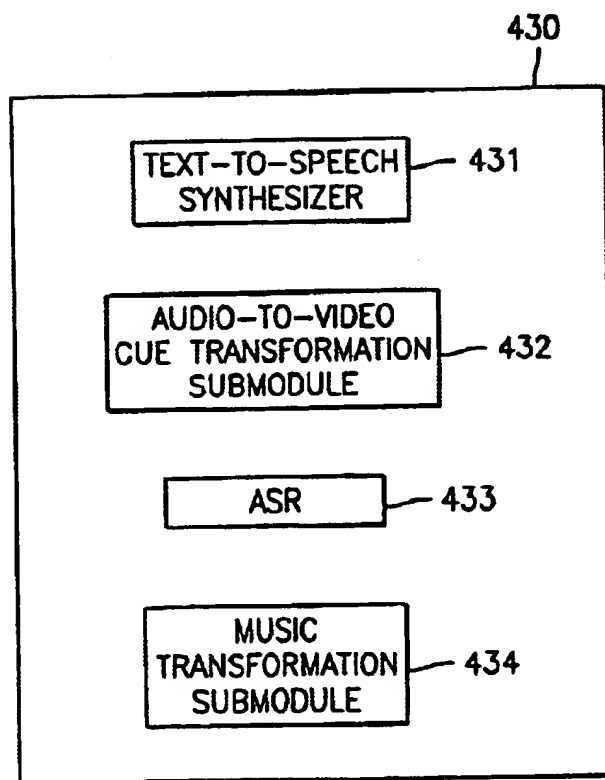 430
TEXT-TO-SPEECH
SYNTHESIZER
431
AUDIO-TO-VIDEO
CUE TRANSFORMATION
SUBMODULE
432
ASR
433
MUSIC
TRANSFORMATION
SUBMODULE
434